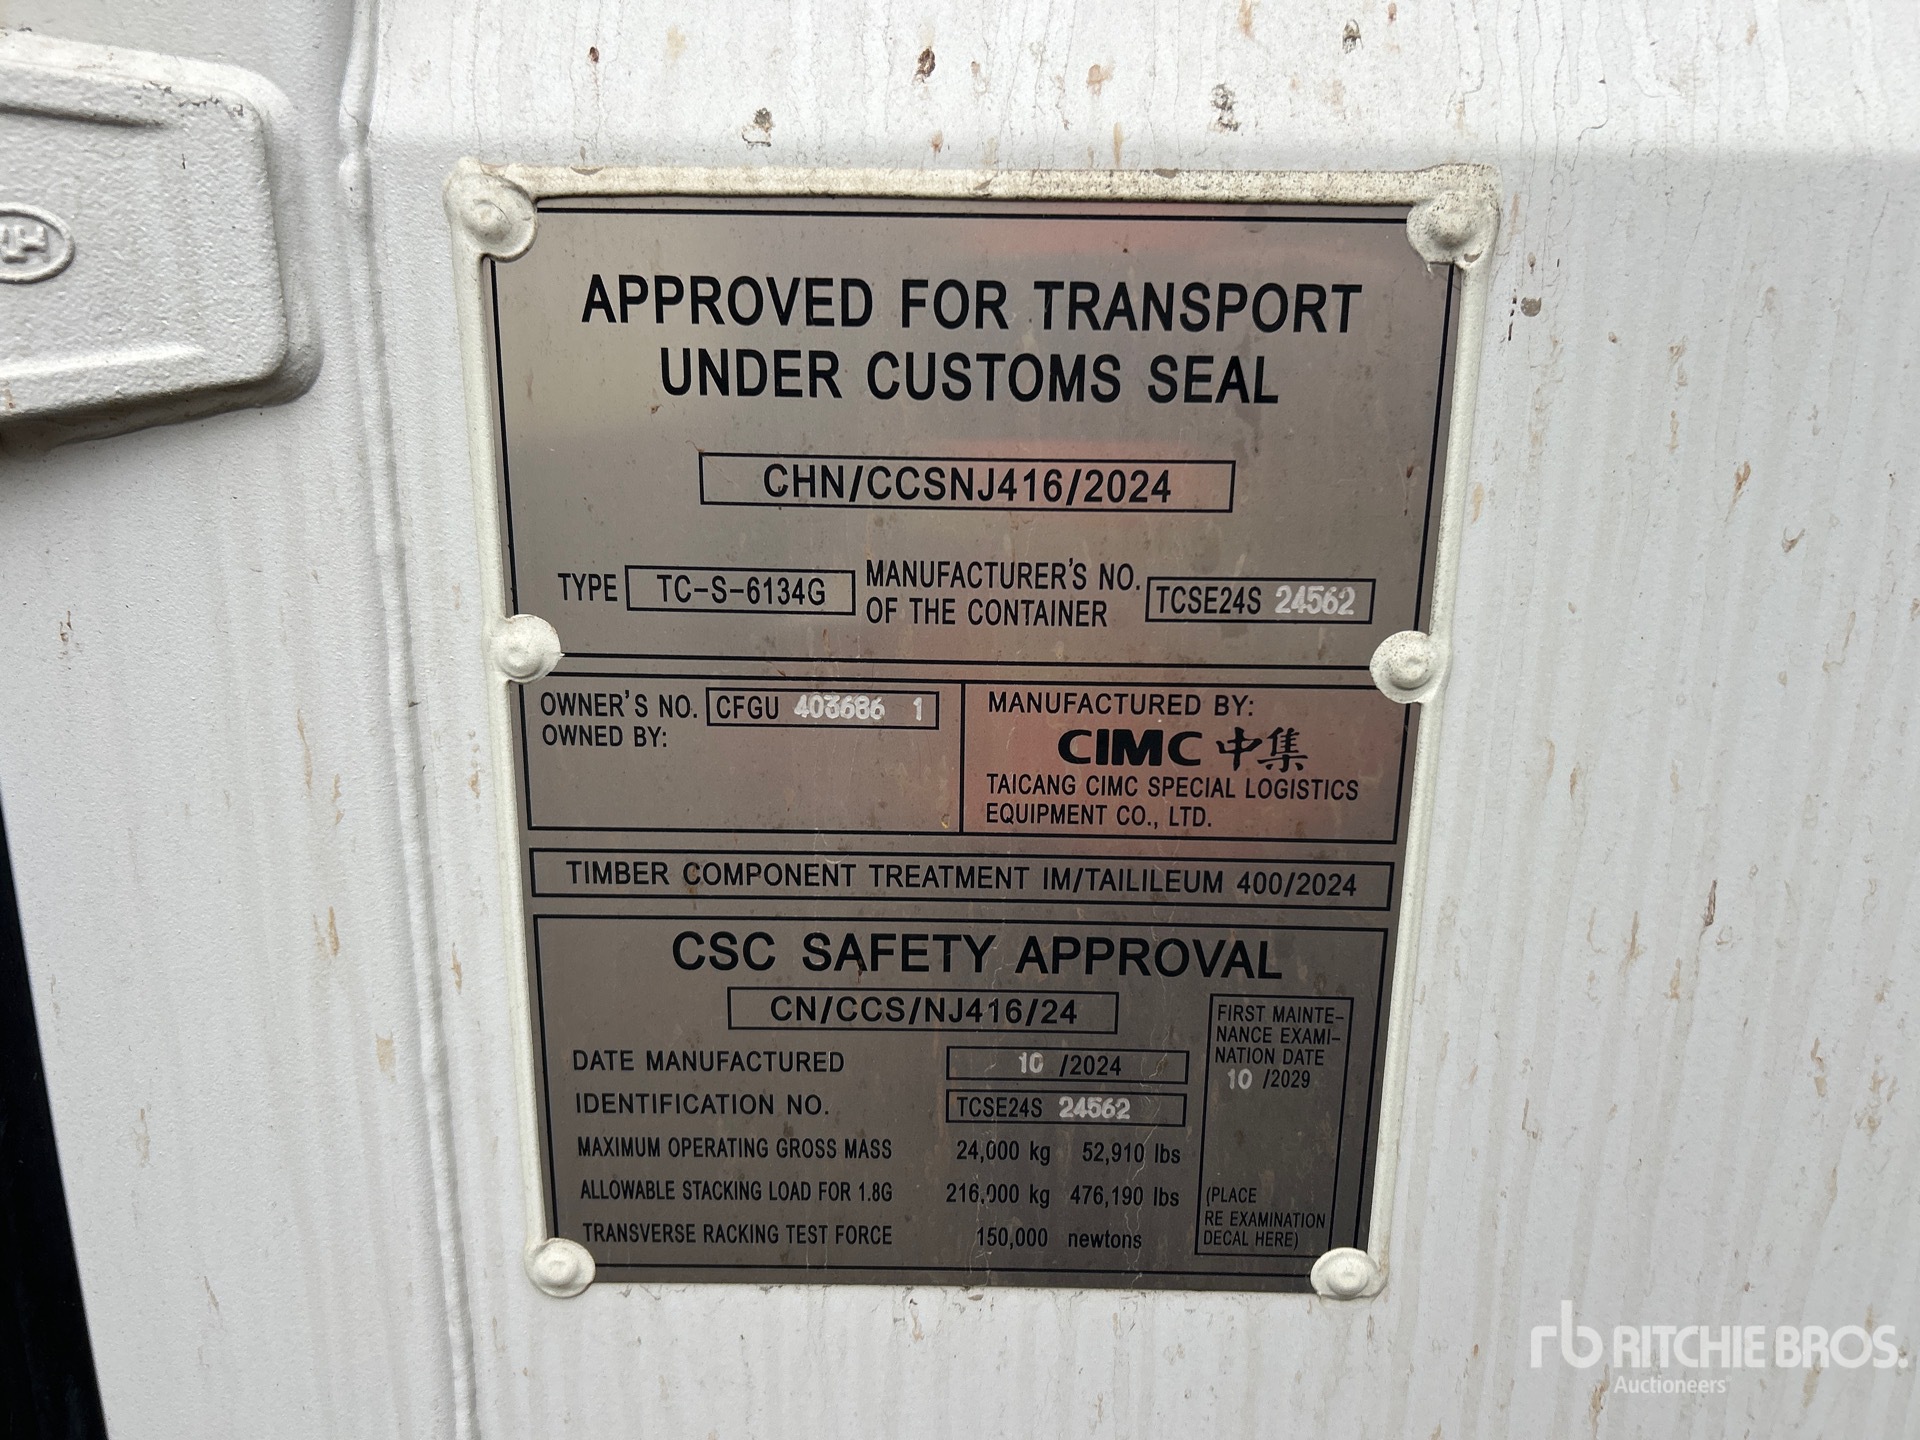 APPROVED FOR TRANSPORT
UNDER CUSTOMS SEAL
CHN/CCSNJ416/2024
TYPE TC-S-6134G MANUFACTURER'S NO. OF THE CONTAINER TCSE24S 24562
OWNER'S NO. CFGU 403686 1
OWNED BY:
MANUFACTURED BY:
CIMC 中集
TAICANG CIMC SPECIAL LOGISTICS
EQUIPMENT CO., LTD.
TIMBER COMPONENT TREATMENT IM/TAILILEUM 400/2024
CSC SAFETY APPROVAL
CN/CCS/NJ416/24
DATE MANUFACTURED 10 /2024
IDENTIFICATION NO. TCSE24S 24562
MAXIMUM OPERATING GROSS MASS 24,000 kg 52,910 lbs
ALLOWABLE STACKING LOAD FOR 1.8G 216,000 kg 476,190 lbs
TRANSVERSE RACKING TEST FORCE 150,000 newtons
FIRST MAINTE-
NANCE EXAMI-
NATION DATE
10 /2029
(PLACE
RE EXAMINATION
DECAL HERE)
rb RITCHIE BROS.
Auctioneers